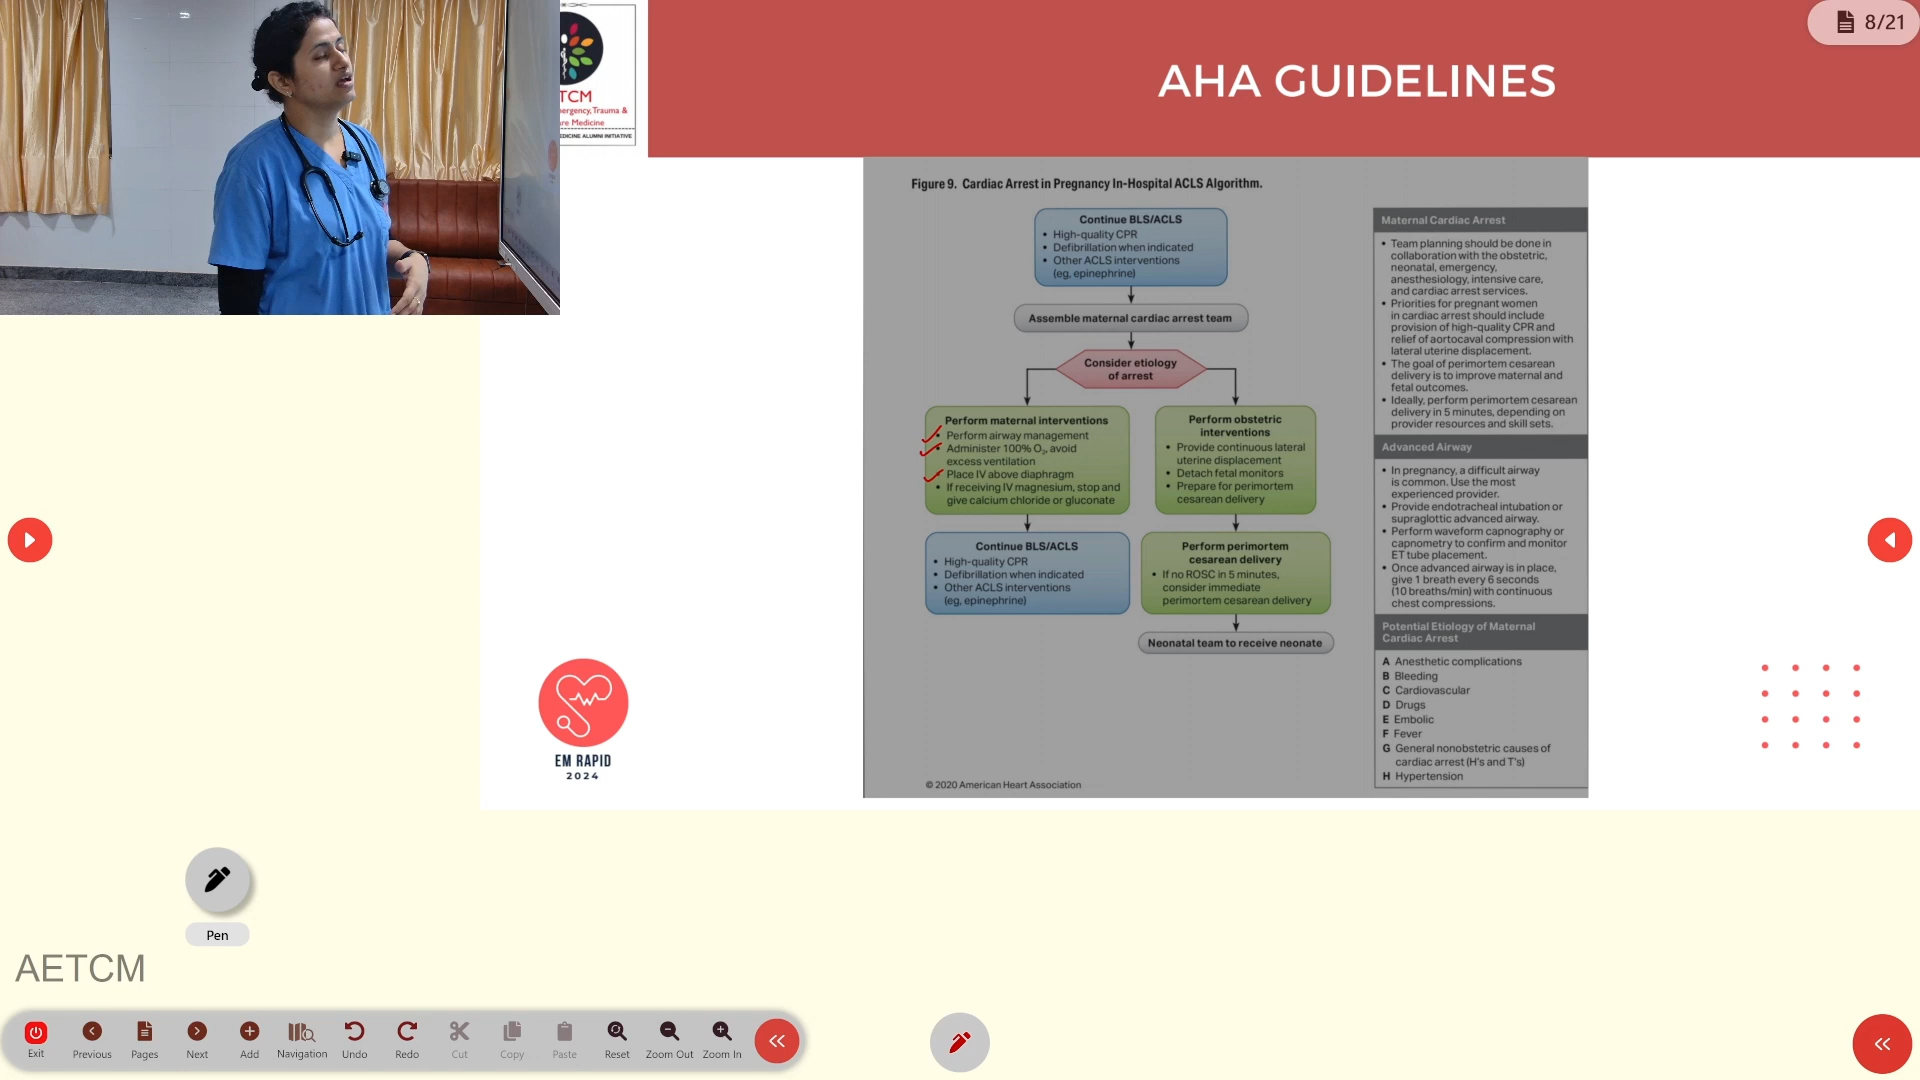 TCM
ergency, Trauma &
re Medicine
EDICINE ALUMNI INITIATIVE
AHA GUIDELINES
8/21
Figure 9. Cardiac Arrest in Pregnancy In-Hospital ACLS Algorithm.
Continue BLS/ACLS
• High-quality CPR
• Defibrillation when indicated
• Other ACLS interventions
(eg, epinephrine)
Assemble maternal cardiac arrest team
Consider etiology
of arrest
Perform maternal interventions
• Perform airway management
• Administer 100% O₂, avoid
excess ventilation
• Place IV above diaphragm
• If receiving IV magnesium, stop and
give calcium chloride or gluconate
Continue BLS/ACLS
• High-quality CPR
• Defibrillation when indicated
• Other ACLS interventions
(eg, epinephrine)
Perform obstetric
interventions
• Provide continuous lateral
uterine displacement
• Detach fetal monitors
• Prepare for perimortem
cesarean delivery
Perform perimortem
cesarean delivery
• If no ROSC in 5 minutes,
consider immediate
perimortem cesarean delivery
Neonatal team to receive neonate
Maternal Cardiac Arrest
• Team planning should be done in
collaboration with the obstetric,
neonatal, emergency,
anesthesiology, intensive care,
and cardiac arrest services.
• Priorities for pregnant women
in cardiac arrest should include
provision of high-quality CPR and
relief of aortocaval compression with
lateral uterine displacement.
• The goal of perimortem cesarean
delivery is to improve maternal and
fetal outcomes.
• Ideally, perform perimortem cesarean
delivery in 5 minutes, depending on
provider resources and skill sets.
Advanced Airway
• In pregnancy, a difficult airway
is common. Use the most
experienced provider.
• Provide endotracheal intubation or
supraglottic advanced airway.
• Perform waveform capnography or
capnometry to confirm and monitor
ET tube placement.
• Once advanced airway is in place,
give 1 breath every 6 seconds
(10 breaths/min) with continuous
chest compressions.
Potential Etiology of Maternal
Cardiac Arrest
A Anesthetic complications
B Bleeding
C Cardiovascular
D Drugs
E Embolic
F Fever
G General nonobstetric causes of
cardiac arrest (H's and T's)
H Hypertension
© 2020 American Heart Association
EM RAPID
2024
Pen
AETCM
Exit
Previous
Pages
Next
Add
Navigation
Undo
Redo
Cut
Copy
Paste
Reset
Zoom Out
Zoom In